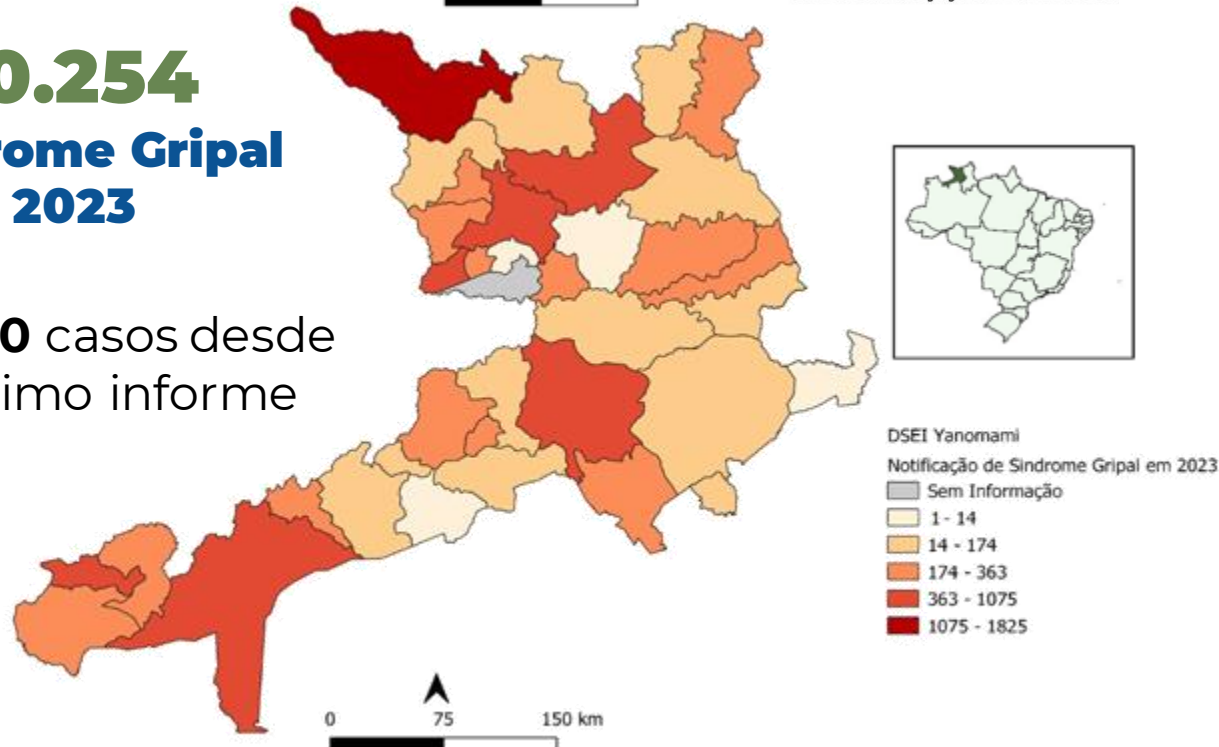 0.254
rome Gripal
2023
0 casos desde
imo informe
DSEI Yanomami
Notificação de Sindrome Gripal em 2023
Sem Informação
1 - 14
14 - 174
174 - 363
363 - 1075
1075 - 1825
0 75 150 km